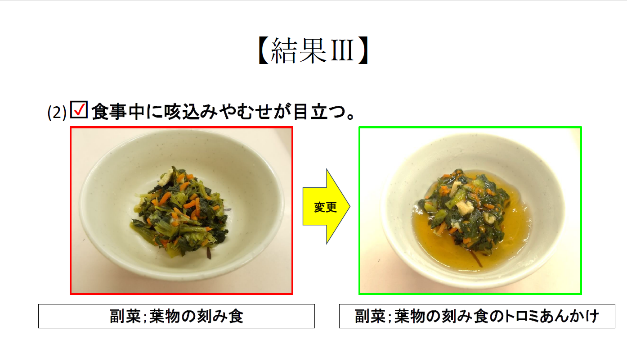 【結果Ⅲ】
(2)☑食事中に咳込みやむせが目立つ。
変更
副菜;葉物の刻み食
副菜;葉物の刻み食のトロミあんかけ